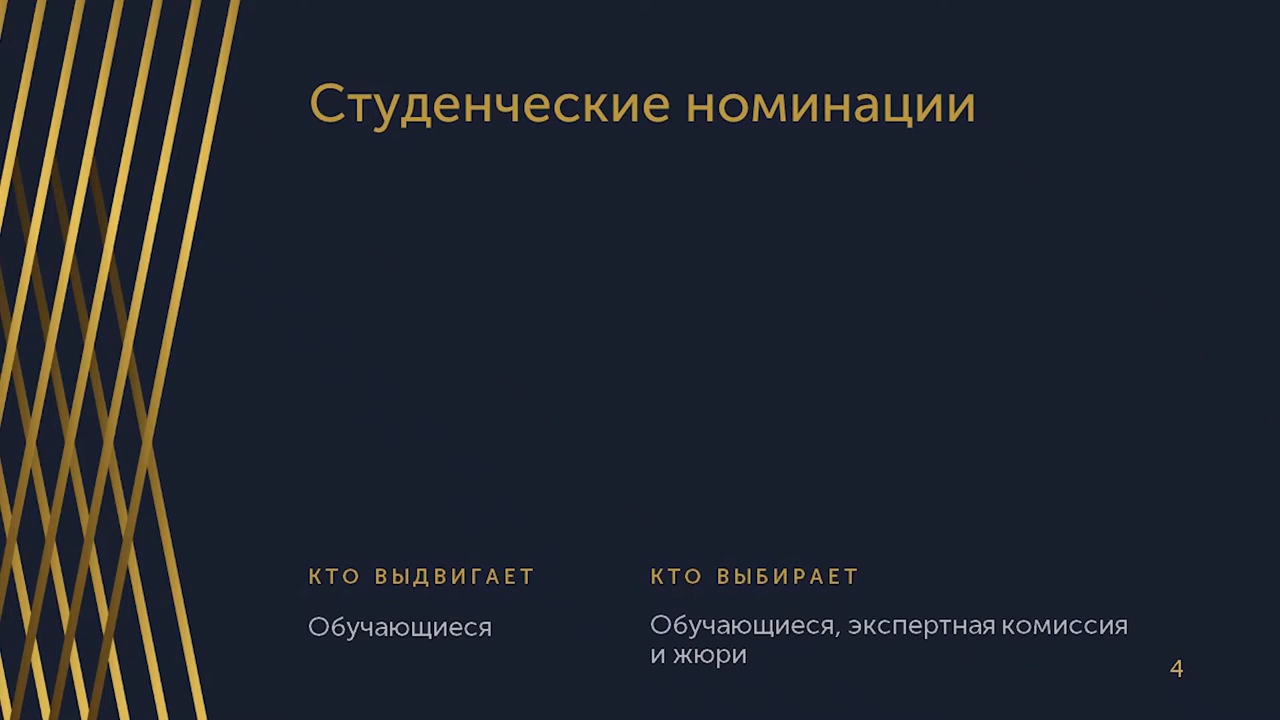 Студенческие номинации
КТО ВЫДВИГАЕТ
Обучающиеся
КТО ВЫБИРАЕТ
Обучающиеся, экспертная комиссия
и жюри
4